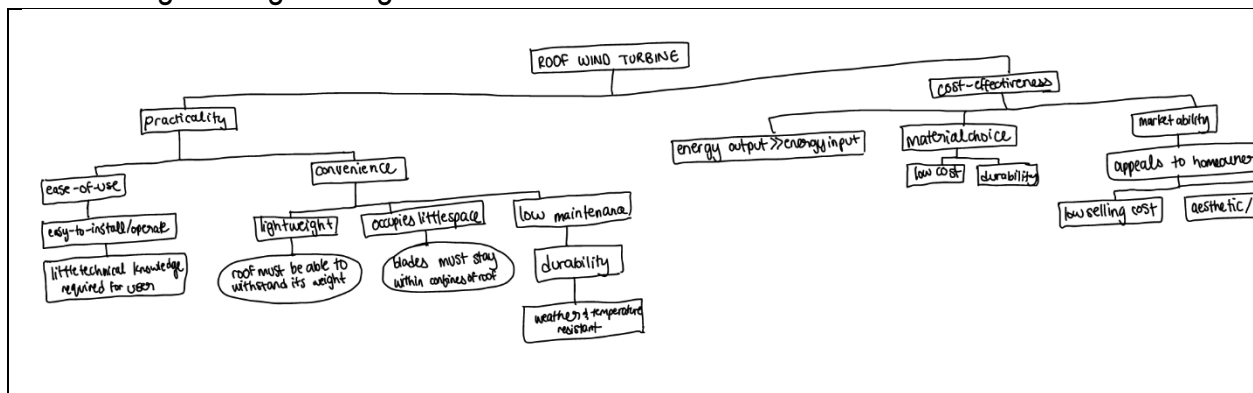 ROOF WIND TURBINE
practicality
cost-effectiveness
ease-of-use
convenience
energy output >> energy input
material choice
marketability
easy-to-install/operate
lightweight
occupies little space
low maintenance
low cost
durability
appeals to homeowner
little technical knowledge
required for user
roof must be able to
withstand its weight
blades must stay
within confines of roof
durability
low selling cost
aesthetic/
weather & temperature
resistant